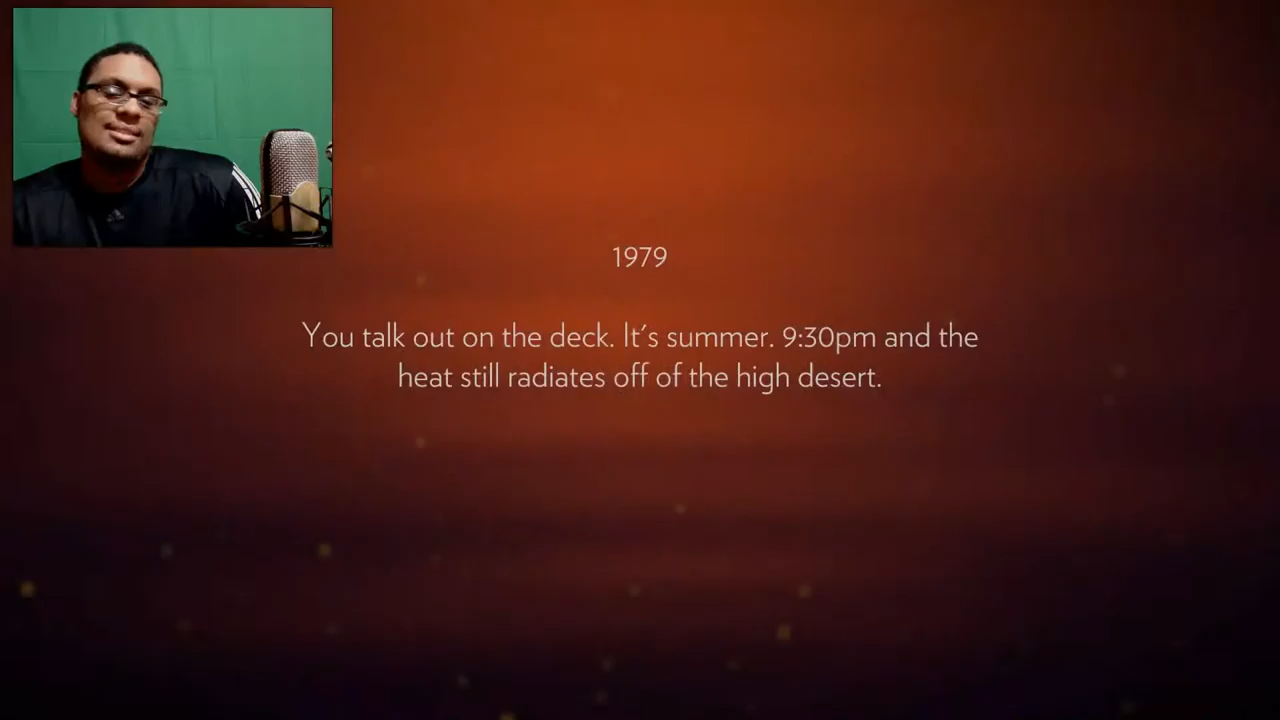 1979
You talk out on the deck. It's summer. 9:30pm and the
heat still radiates off of the high desert.